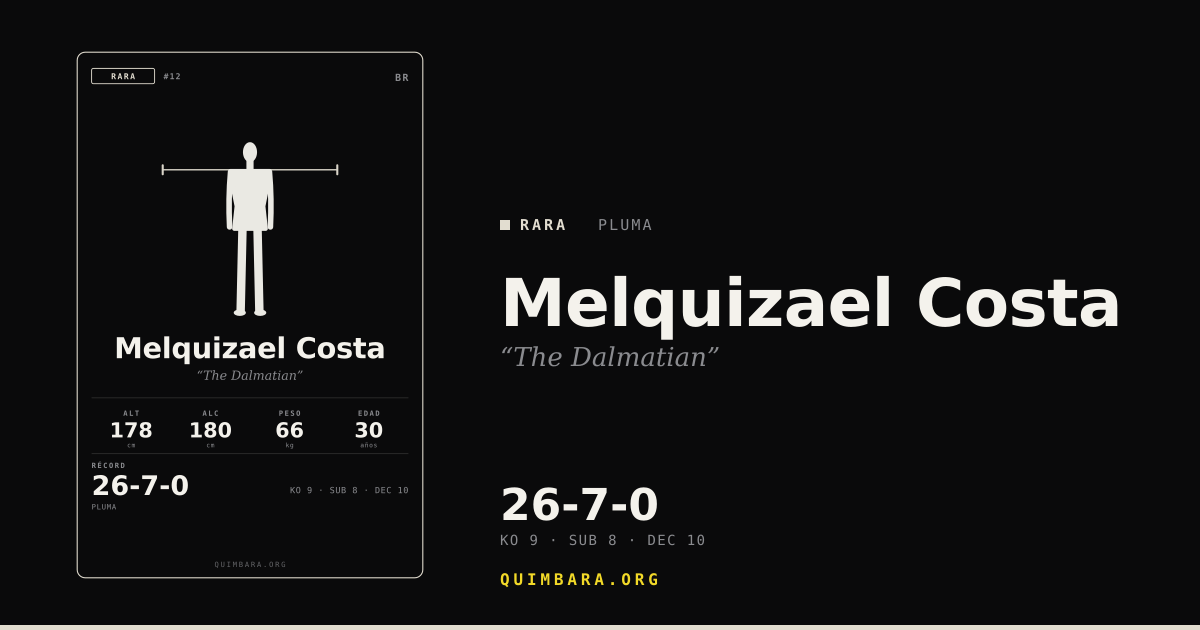 RARA #12 BR
Melquizael Costa
“The Dalmatian”
ALT ALC PESO EDAD
178 180 66 30
cm cm kg años
RÉCORD
26-7-0 KO 9 · SUB 8 · DEC 10
PLUMA
QUIMBARA.ORG
RARA PLUMA
Melquizael Costa
“The Dalmatian”
26-7-0
KO 9 · SUB 8 · DEC 10
QUIMBARA.ORG